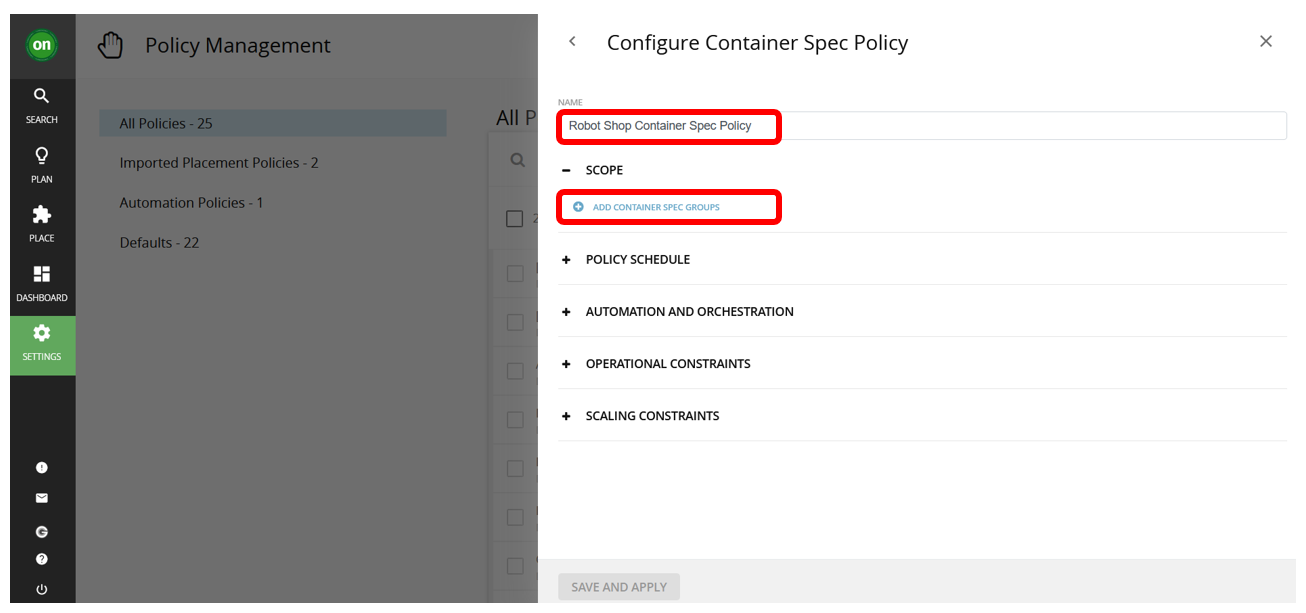 on
Policy Management
SEARCH
PLAN
PLACE
DASHBOARD
SETTINGS
All Policies - 25
Imported Placement Policies - 2
Automation Policies - 1
Defaults - 22
All P
2
Configure Container Spec Policy
NAME
Robot Shop Container Spec Policy
SCOPE
ADD CONTAINER SPEC GROUPS
POLICY SCHEDULE
AUTOMATION AND ORCHESTRATION
OPERATIONAL CONSTRAINTS
SCALING CONSTRAINTS
SAVE AND APPLY